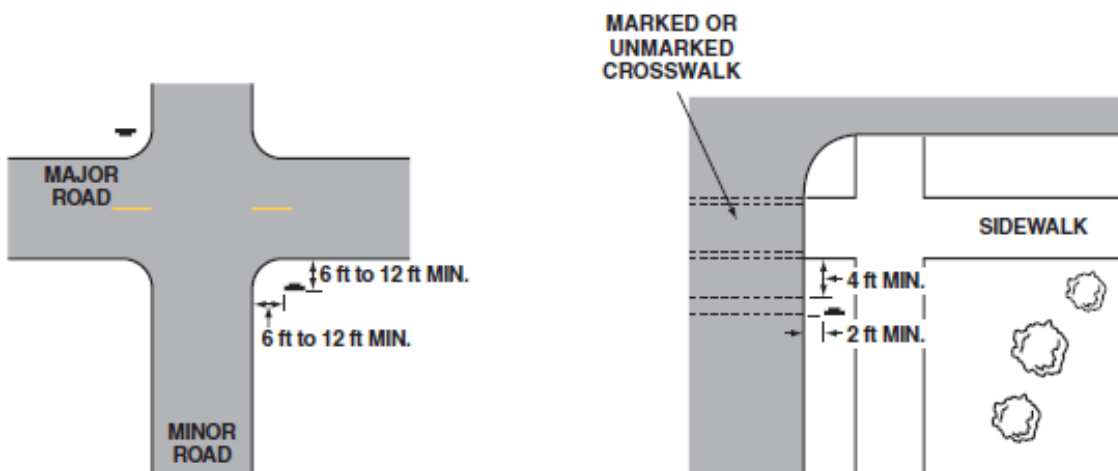 MARKED OR
UNMARKED
CROSSWALK
MAJOR
ROAD
6 ft to 12 ft MIN.
6 ft to 12 ft MIN.
MINOR
ROAD
SIDEWALK
4 ft MIN.
2 ft MIN.